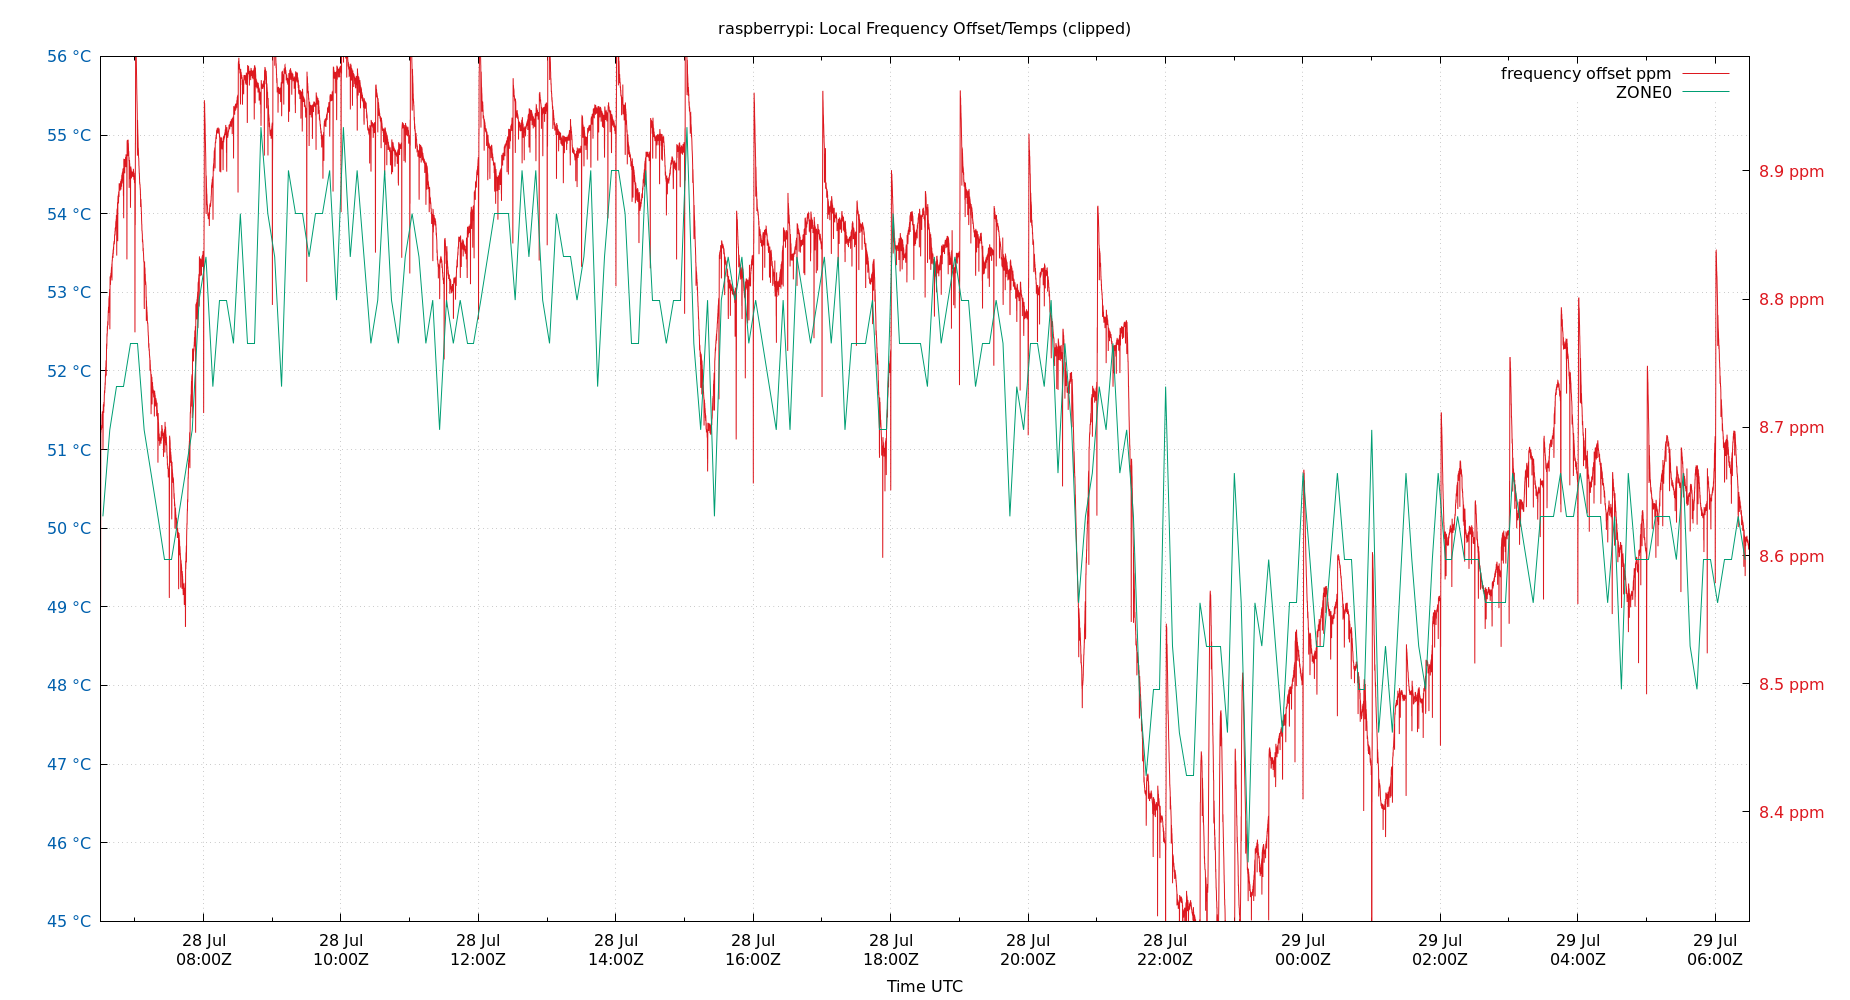 raspberrypi: Local Frequency Offset/Temps (clipped)
frequency offset ppm
ZONE0
56 °C
55 °C
54 °C
53 °C
52 °C
51 °C
50 °C
49 °C
48 °C
47 °C
46 °C
45 °C
8.9 ppm
8.8 ppm
8.7 ppm
8.6 ppm
8.5 ppm
8.4 ppm
28 Jul 28 Jul 28 Jul 28 Jul 28 Jul 28 Jul 28 Jul 28 Jul 29 Jul 29 Jul 29 Jul 29 Jul
08:00Z 10:00Z 12:00Z 14:00Z 16:00Z 18:00Z 20:00Z 22:00Z 00:00Z 02:00Z 04:00Z 06:00Z
Time UTC